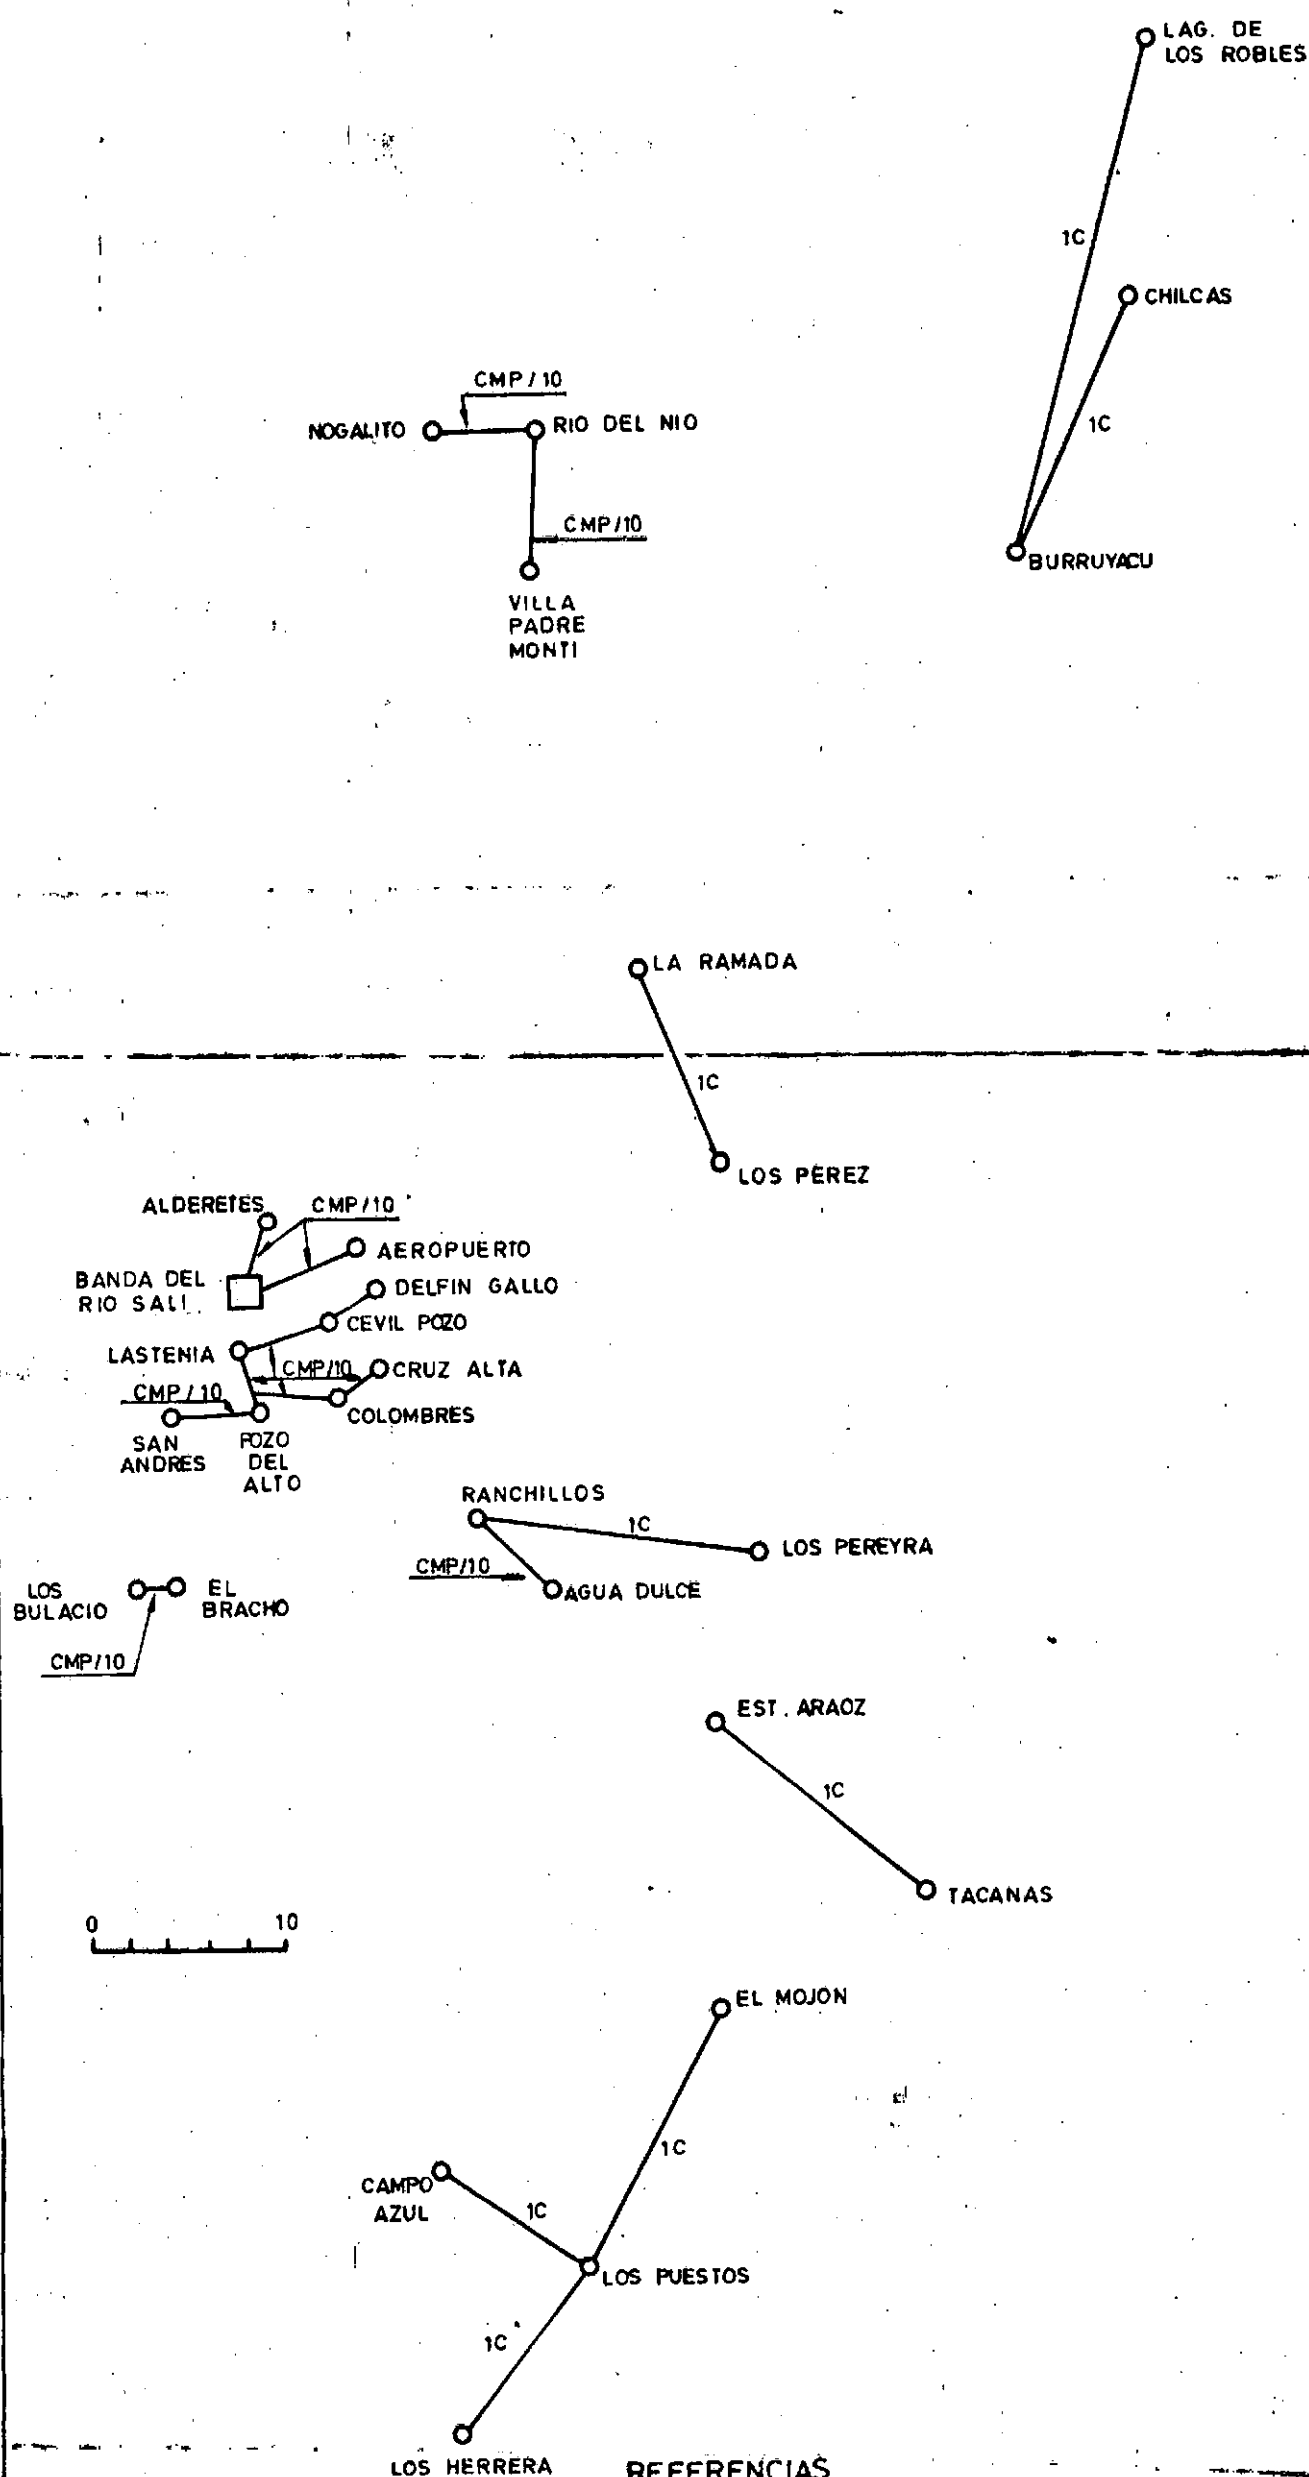 LAG. DE
LOS ROBLES
1C
CHILCAS
CMP/10
NOGALITO
RIO DEL NIO
1C
CMP/10
BURRUYACU
VILLA
PADRE
MONTI
LA RAMADA
1C
LOS PEREZ
ALDERETES
CMP/10
AEROPUERTO
BANDA DEL
RIO SALI
DELFIN GALLO
CEVIL POZO
LASTENIA
CMP/10
CRUZ ALTA
CMP/10
COLOMBRES
SAN
ANDRES
POZO
DEL
ALTO
RANCHILLOS
1C
LOS PEREYRA
CMP/10
AGUA DULCE
LOS
BULACIO
EL
BRACHO
CMP/10
EST. ARAOZ
1C
TACANAS
0 10
EL MOJON
1C
CAMPO
AZUL
1C
LOS PUESTOS
1C
LOS HERRERA
REFERENCIAS